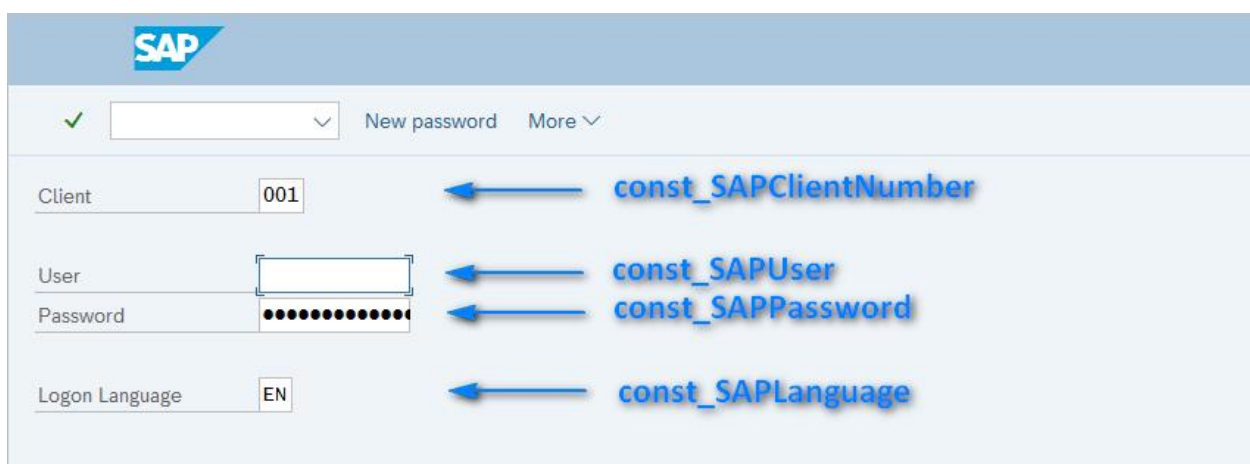 SAP
New password More
Client 001 const_SAPClientNumber
User const_SAPUser
Password ●●●●●●●●●●●●● const_SAPPassword
Logon Language EN const_SAPLanguage